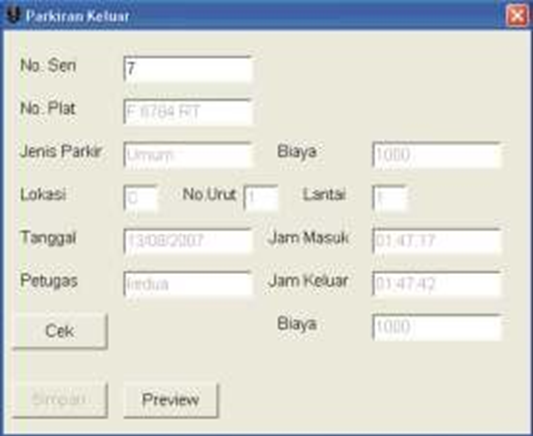 Parkiran Keluar
No. Seri 7
No. Plat F 6784 RT
Jenis Parkir Umum Biaya 1000
Lokasi C No.Urut 1 Lantai 1
Tanggal 13/08/2007 Jam Masuk 01:47:17
Petugas kedua Jam Keluar 01:47:42
Cek Biaya 1000
Simpan Preview